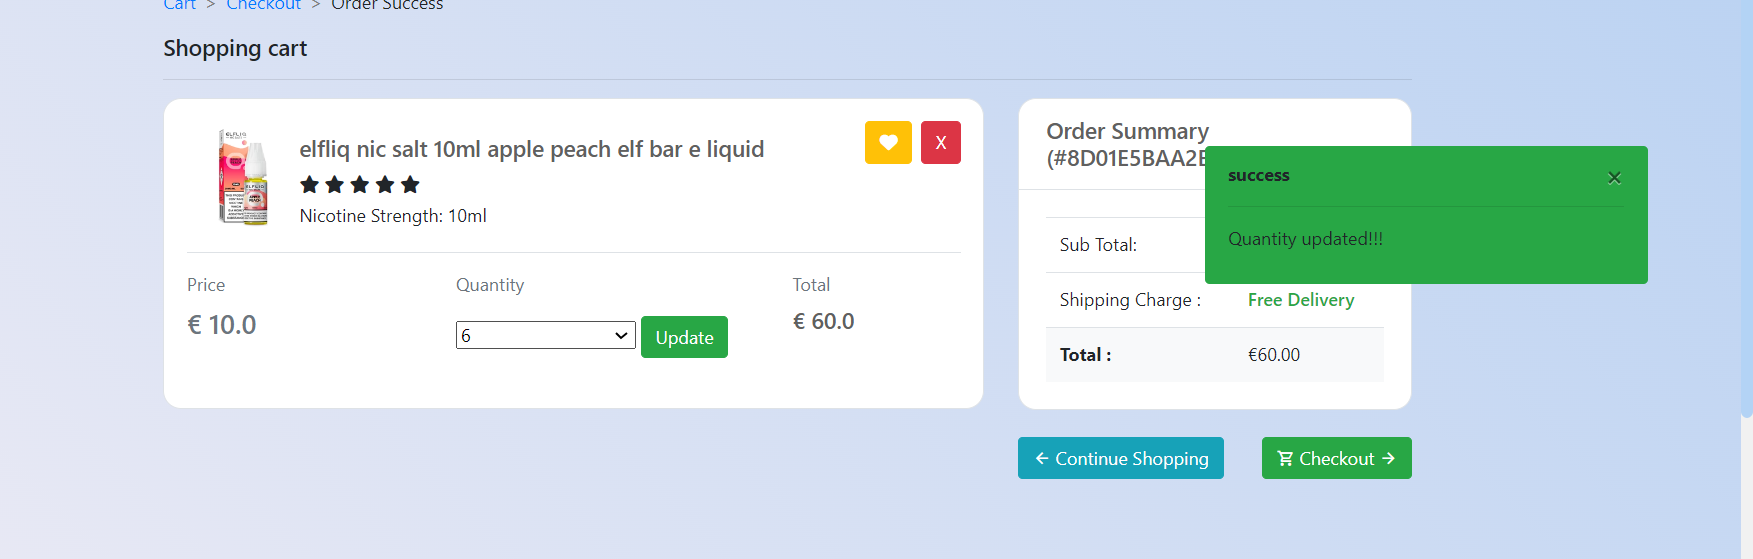 Cart > Checkout > Order Success
Shopping cart
ELFLIQ
elfliq nic salt 10ml apple peach elf bar e liquid
X
Nicotine Strength: 10ml
Price
Quantity
Total
€ 10.0
6
Update
€ 60.0
Order Summary
(#8D01E5BAA2
success
×
Quantity updated!!!
Sub Total:
Shipping Charge :
Free Delivery
Total :
€60.00
Continue Shopping
Checkout